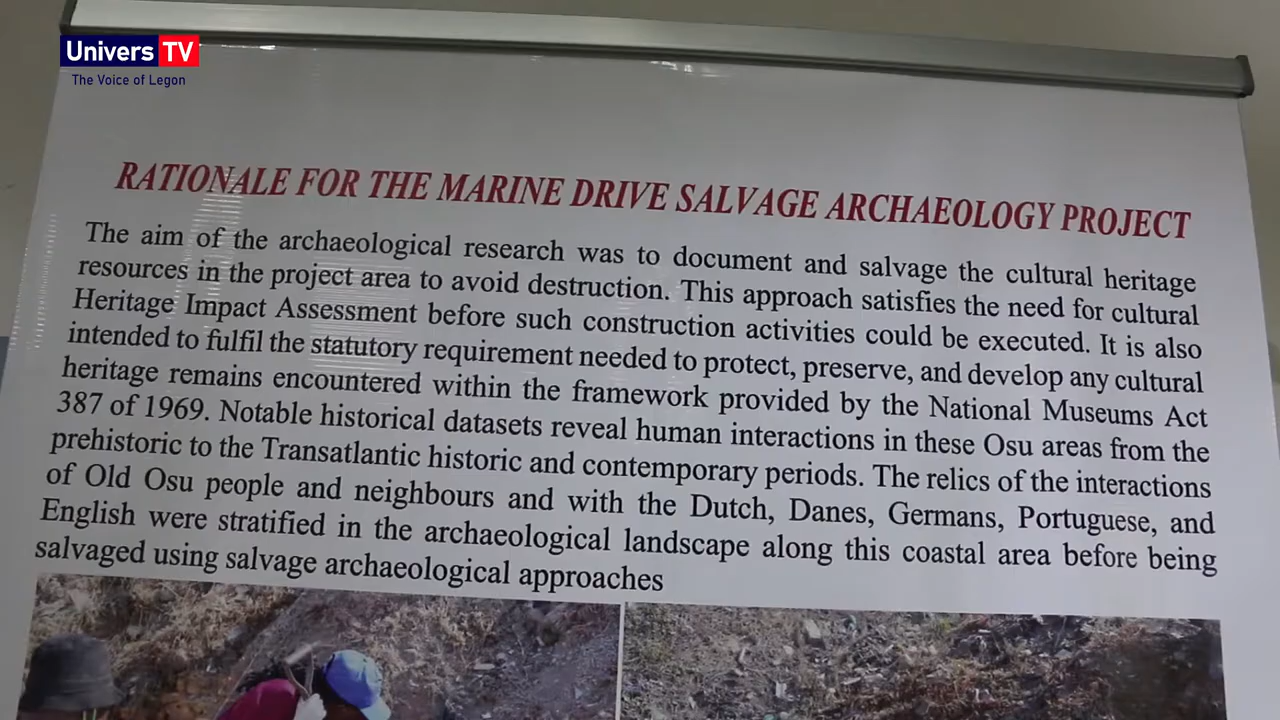 Univers TV
The Voice of Legon
RATIONALE FOR THE MARINE DRIVE SALVAGE ARCHAEOLOGY PROJECT
The aim of the archaeological research was to document and salvage the cultural heritage
resources in the project area to avoid destruction. This approach satisfies the need for cultural
Heritage Impact Assessment before such construction activities could be executed. It is also
intended to fulfil the statutory requirement needed to protect, preserve, and develop any cultural
heritage remains encountered within the framework provided by the National Museums Act
387 of 1969. Notable historical datasets reveal human interactions in these Osu areas from the
prehistoric to the Transatlantic historic and contemporary periods. The relics of the interactions
of Old Osu people and neighbours and with the Dutch, Danes, Germans, Portuguese, and
English were stratified in the archaeological landscape along this coastal area before being
salvaged using salvage archaeological approaches